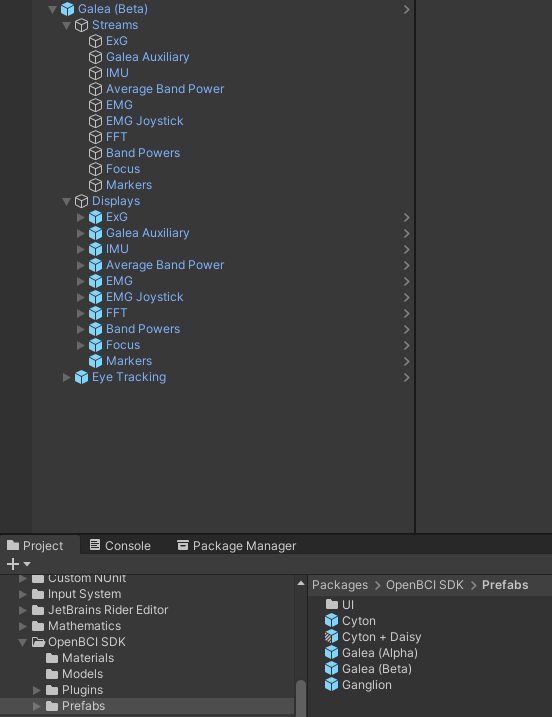 Galea (Beta)
Streams
ExG
Galea Auxiliary
IMU
Average Band Power
EMG
EMG Joystick
FFT
Band Powers
Focus
Markers
Displays
ExG
Galea Auxiliary
IMU
Average Band Power
EMG
EMG Joystick
FFT
Band Powers
Focus
Markers
Eye Tracking
Project Console Package Manager
Custom NUnit
Input System
JetBrains Rider Editor
Mathematics
OpenBCI SDK
Materials
Models
Plugins
Prefabs
Packages > OpenBCI SDK > Prefabs
UI
Cyton
Cyton + Daisy
Galea (Alpha)
Galea (Beta)
Ganglion